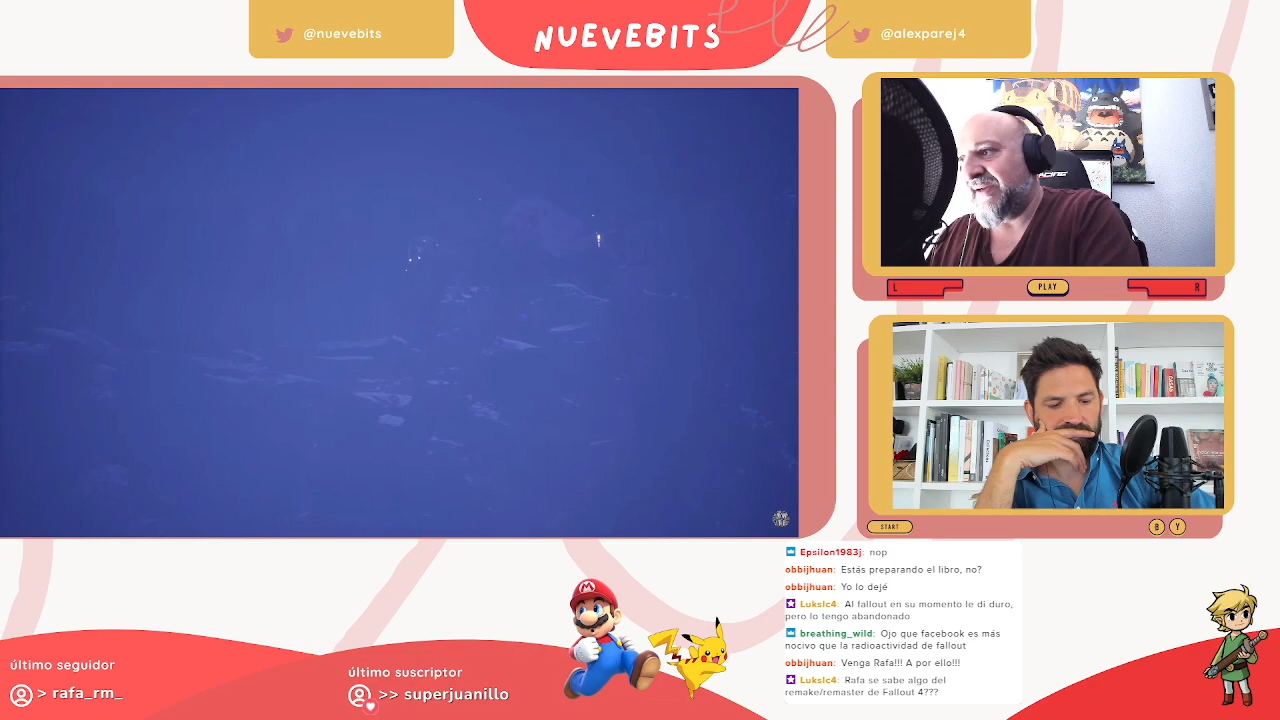 @nuevebits
NUEVEBITS
@alexparej4
L
PLAY
R
START
B
Y
Epsilon1983j: nop
obbijhuan: Estás preparando el libro, no?
obbijhuan: Yo lo dejé
Lukslc4: Al fallout en su momento le di duro,
pero lo tengo abandonado
breathing_wild: Ojo que facebook es más
nocivo que la radioactividad de fallout
obbijhuan: Venga Rafa!!! A por ello!!!
Lukslc4: Rafa se sabe algo del
remake/remaster de Fallout 4???
último seguidor
> rafa_rm_
último suscriptor
>> superjuanillo